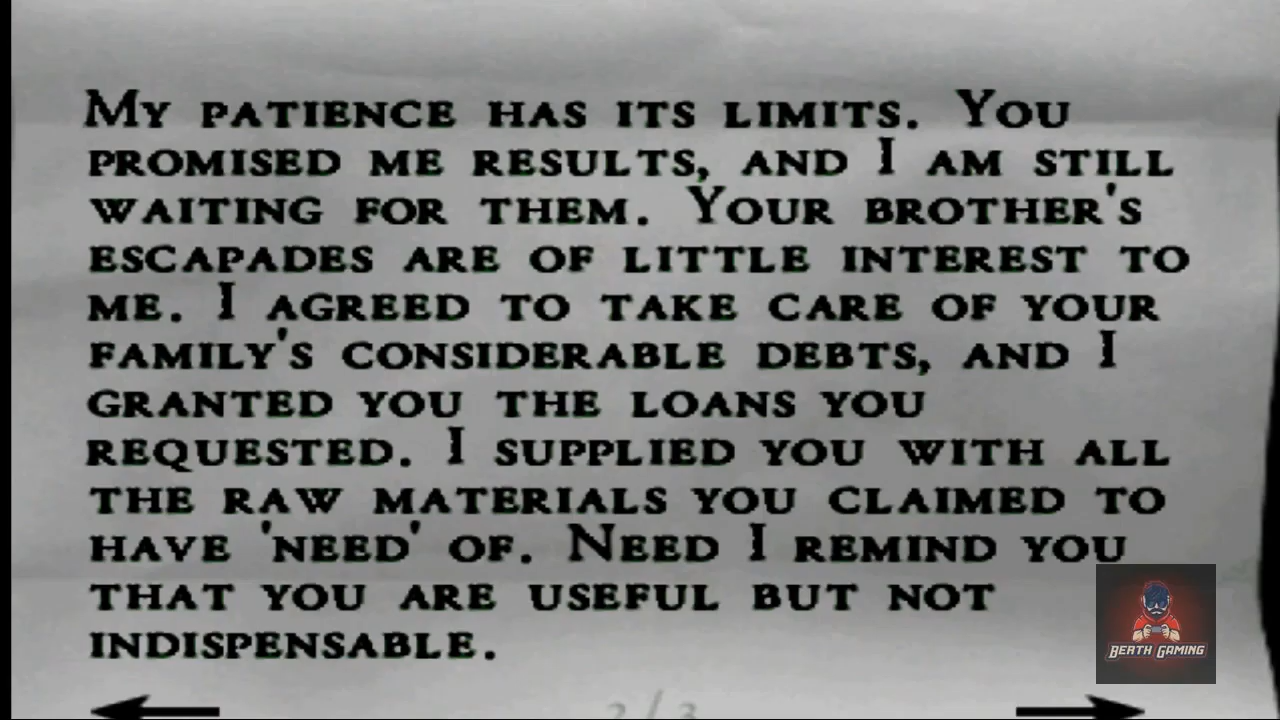 My patience has its limits. You
promised me results, and I am still
waiting for them. Your brother's
escapades are of little interest to
me. I agreed to take care of your
family's considerable debts, and I
granted you the loans you
requested. I supplied you with all
the raw materials you claimed to
have 'need' of. Need I remind you
that you are useful but not
indispensable.
BERTH GAMING
2/3